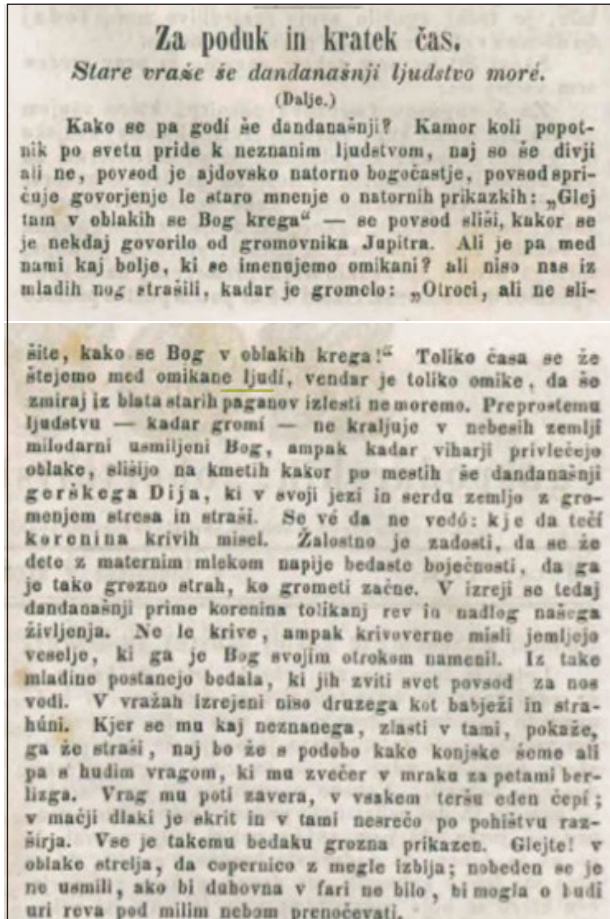 Za poduk in kratek čas.
Stare vraže še dandanašnji ljudstvo moré.
(Dalje.)
Kako se pa godí še dandanašnji? Kamor koli popot-
nik po svetu pride k neznanim ljudstvom, naj so še divji
ali ne, povsod je ajdovsko natorno bogočastje, povsod spri-
čuje govorjenje le staro mnenje o natornih prikazkih: „Glej
tam v oblakih se Bog krega“ — se povsod sliši, kakor se
je nekdaj govorilo od gromovnika Jupitra. Ali je pa med
nami kaj bolje, ki se imenujemo omikani? ali niso nas iz
mladih nog strašili, kadar je gromelo: „Otroci, ali ne sli-
šite, kako se Bog v oblakih krega!“ Toliko časa se že
štejemo med omikane ljudí, vendar je toliko omike, da še
zmiraj iz blata starih paganov izlesti ne moremo. Preprostemu
ljudstvu — kadar gromí — ne kraljuje v nebesih zemlji
milodarni usmiljeni Bog, ampak kadar viharji privlečejo
oblake, slišijo na kmetih kakor po mestih še dandanašnji
gerškega Dija, ki v svoji jezi in serdu zemljo z gro-
menjem stresa in straši. Se vé da ne vedó: kje da tečí
korenina krivih misel. Žalostno je zadosti, da se že
dete z maternim mlekom napije bedaste boječnosti, da ga
je tako grozno strah, ko grometi začne. V izreji se tedaj
dandanašnji prime korenina tolikanj rev in nadlog našega
življenja. Ne le krive, ampak krivoverne misli jemljejo
veselje, ki ga je Bog svojim otrokom namenil. Iz take
mladine postanejo bedala, ki jih zviti svet povsod za nos
vodi. V vražah izrejeni niso druzega kot babježi in stra-
húni. Kjer se mu kaj neznanega, zlasti v tami, pokaže,
ga že straši, naj bo že s podobo kake konjske šeme ali
pa s hudim vragom, ki mu zvečer v mraku za petami ber-
lizga. Vrag mu poti zavera, v vsakem teršu eden čepí;
v mačji dlaki je skrit in v tami nesrečo po pohištvu raz-
širja. Vse je takemu bedaku grozna prikazen. Glejte! v
oblake strelja, da copernico z megle izbija; nobeden se je
ne usmili, ako bi duhovna v fari ne bilo, bi mogla o hudi
uri reva pod milim nebom prenočevati.